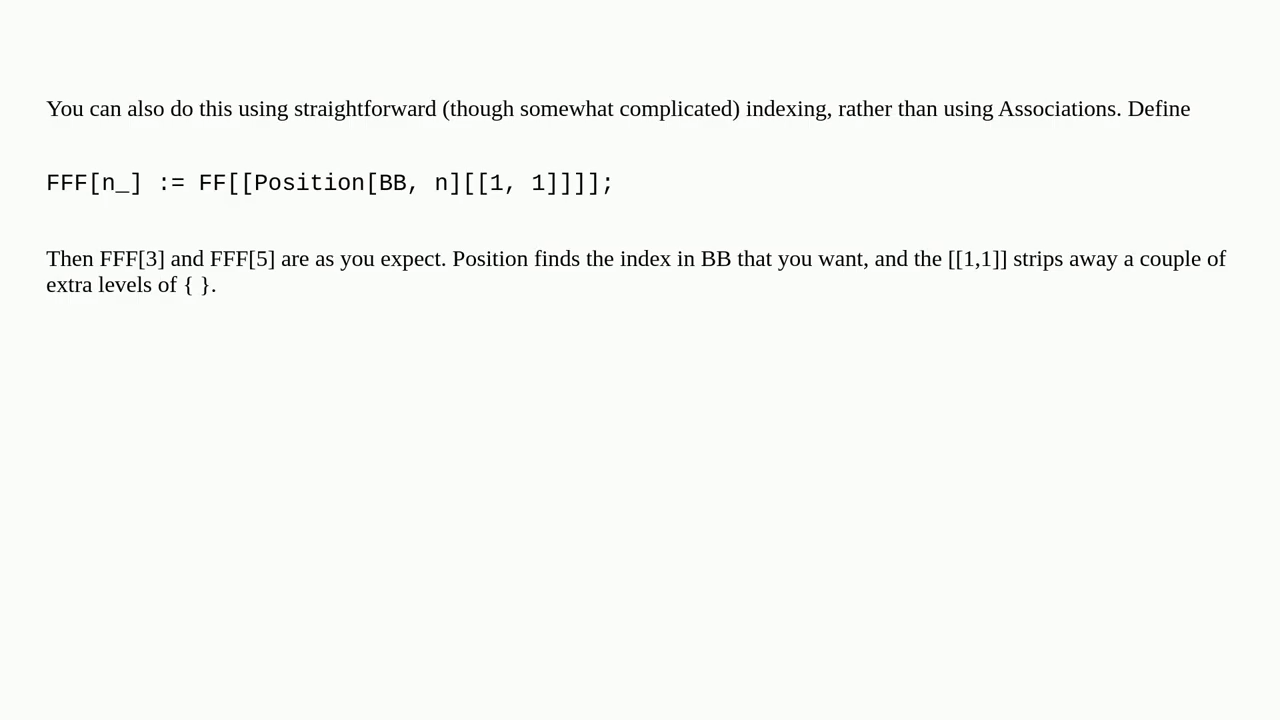 You can also do this using straightforward (though somewhat complicated) indexing, rather than using Associations. Define
FFF[n_] := FF[[Position[BB, n][[1, 1]]]];
Then FFF[3] and FFF[5] are as you expect. Position finds the index in BB that you want, and the [[1,1]] strips away a couple of
extra levels of { }.